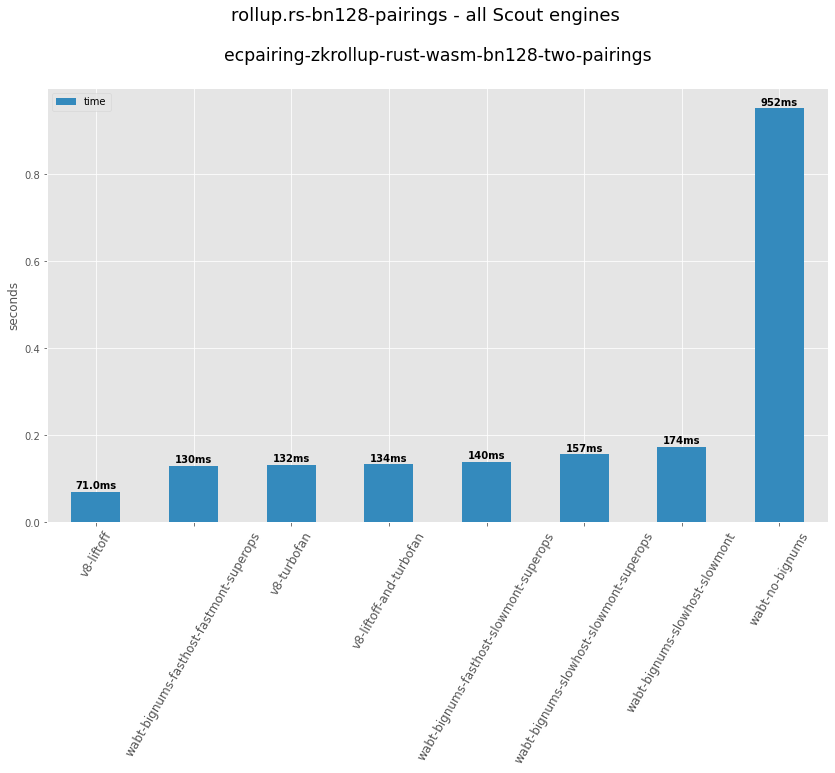 rollup.rs-bn128-pairings - all Scout engines
ecpairing-zkrollup-rust-wasm-bn128-two-pairings
time
952ms
0.8
0.6
seconds
0.4
0.2
71.0ms
130ms
132ms
134ms
140ms
157ms
174ms
0.0
v8-liftoff
wabt-bignums-fasthost-fastmont-superops
v8-turbofan
v8-liftoff-and-turbofan
wabt-bignums-fasthost-slowmont-superops
wabt-bignums-slowhost-slowmont-superops
wabt-bignums-slowhost-slowmont
wabt-no-bignums